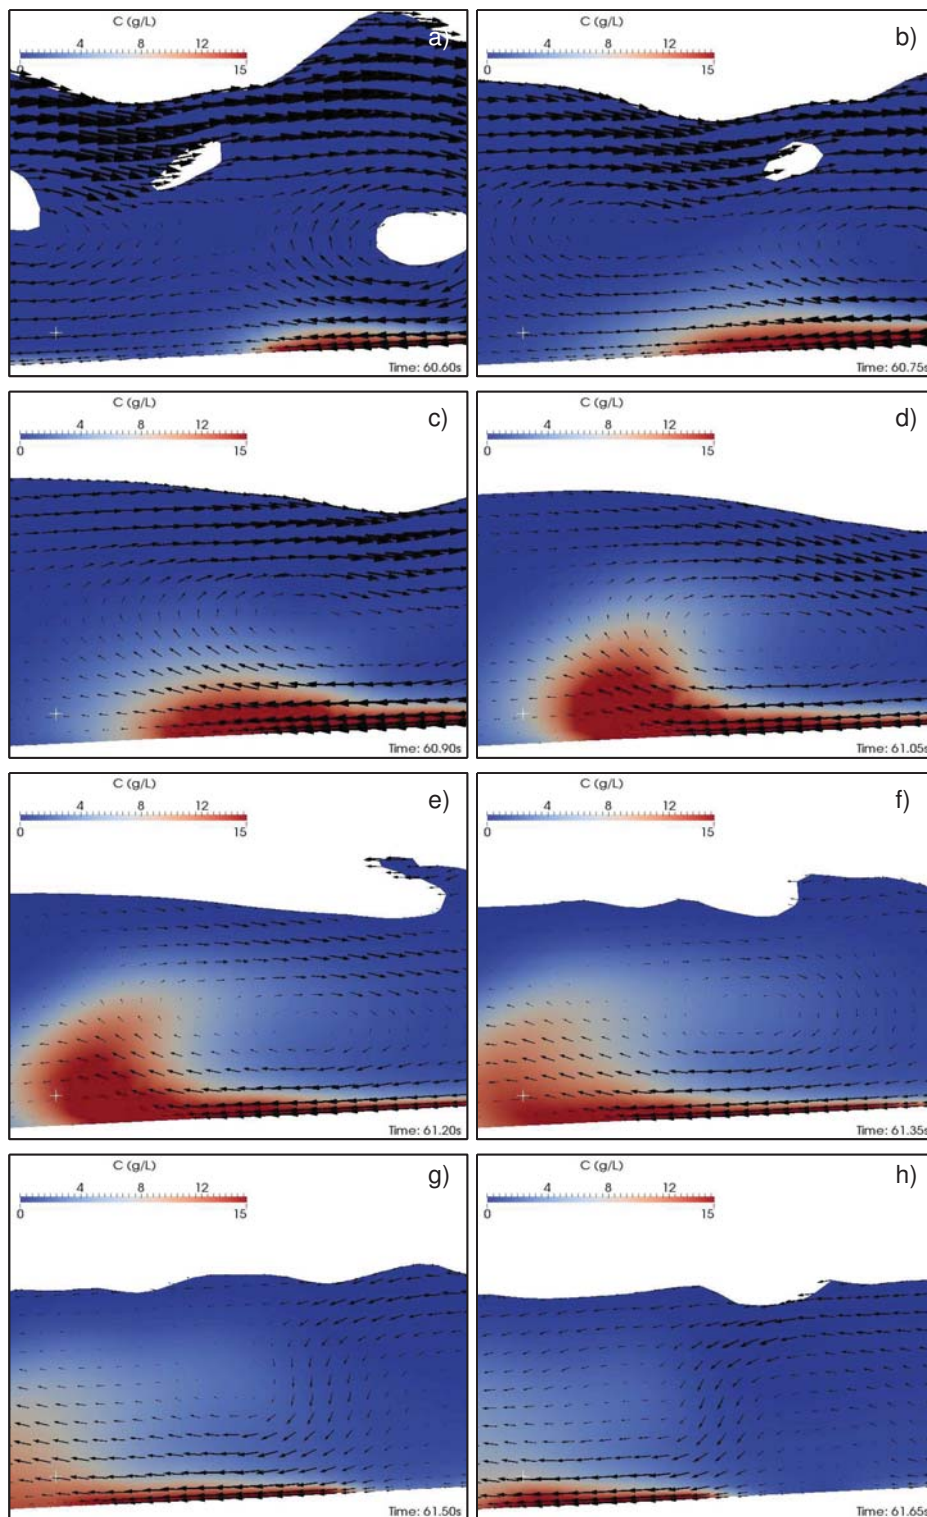 C (g/L)
a)
4 8 12
0 15
Time: 60.60s
C (g/L)
b)
4 8 12
0 15
Time: 60.75s
C (g/L)
c)
4 8 12
0 15
Time: 60.90s
C (g/L)
d)
4 8 12
0 15
Time: 61.05s
C (g/L)
e)
4 8 12
0 15
Time: 61.20s
C (g/L)
f)
4 8 12
0 15
Time: 61.35s
C (g/L)
g)
4 8 12
0 15
Time: 61.50s
C (g/L)
h)
4 8 12
0 15
Time: 61.65s